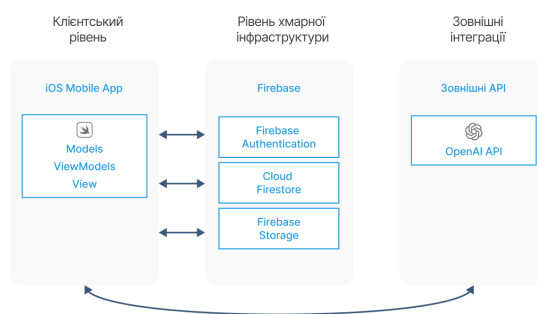 Клієнтський
рівень
Рівень хмарної
інфраструктури
Зовнішні
інтеграції
iOS Mobile App
Models
ViewModels
View
Firebase
Firebase
Authentication
Cloud
Firestore
Firebase
Storage
Зовнішні API
OpenAI API